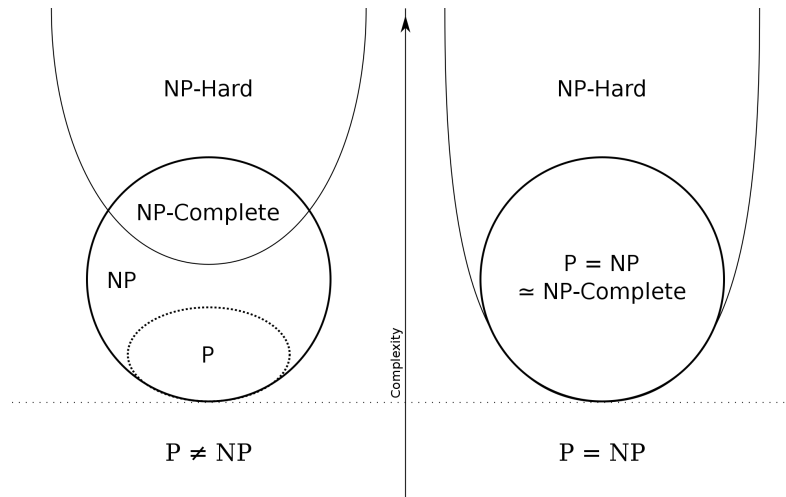 NP-Hard
NP-Complete
NP
P
P ≠ NP
Complexity
NP-Hard
P = NP
≃ NP-Complete
P = NP